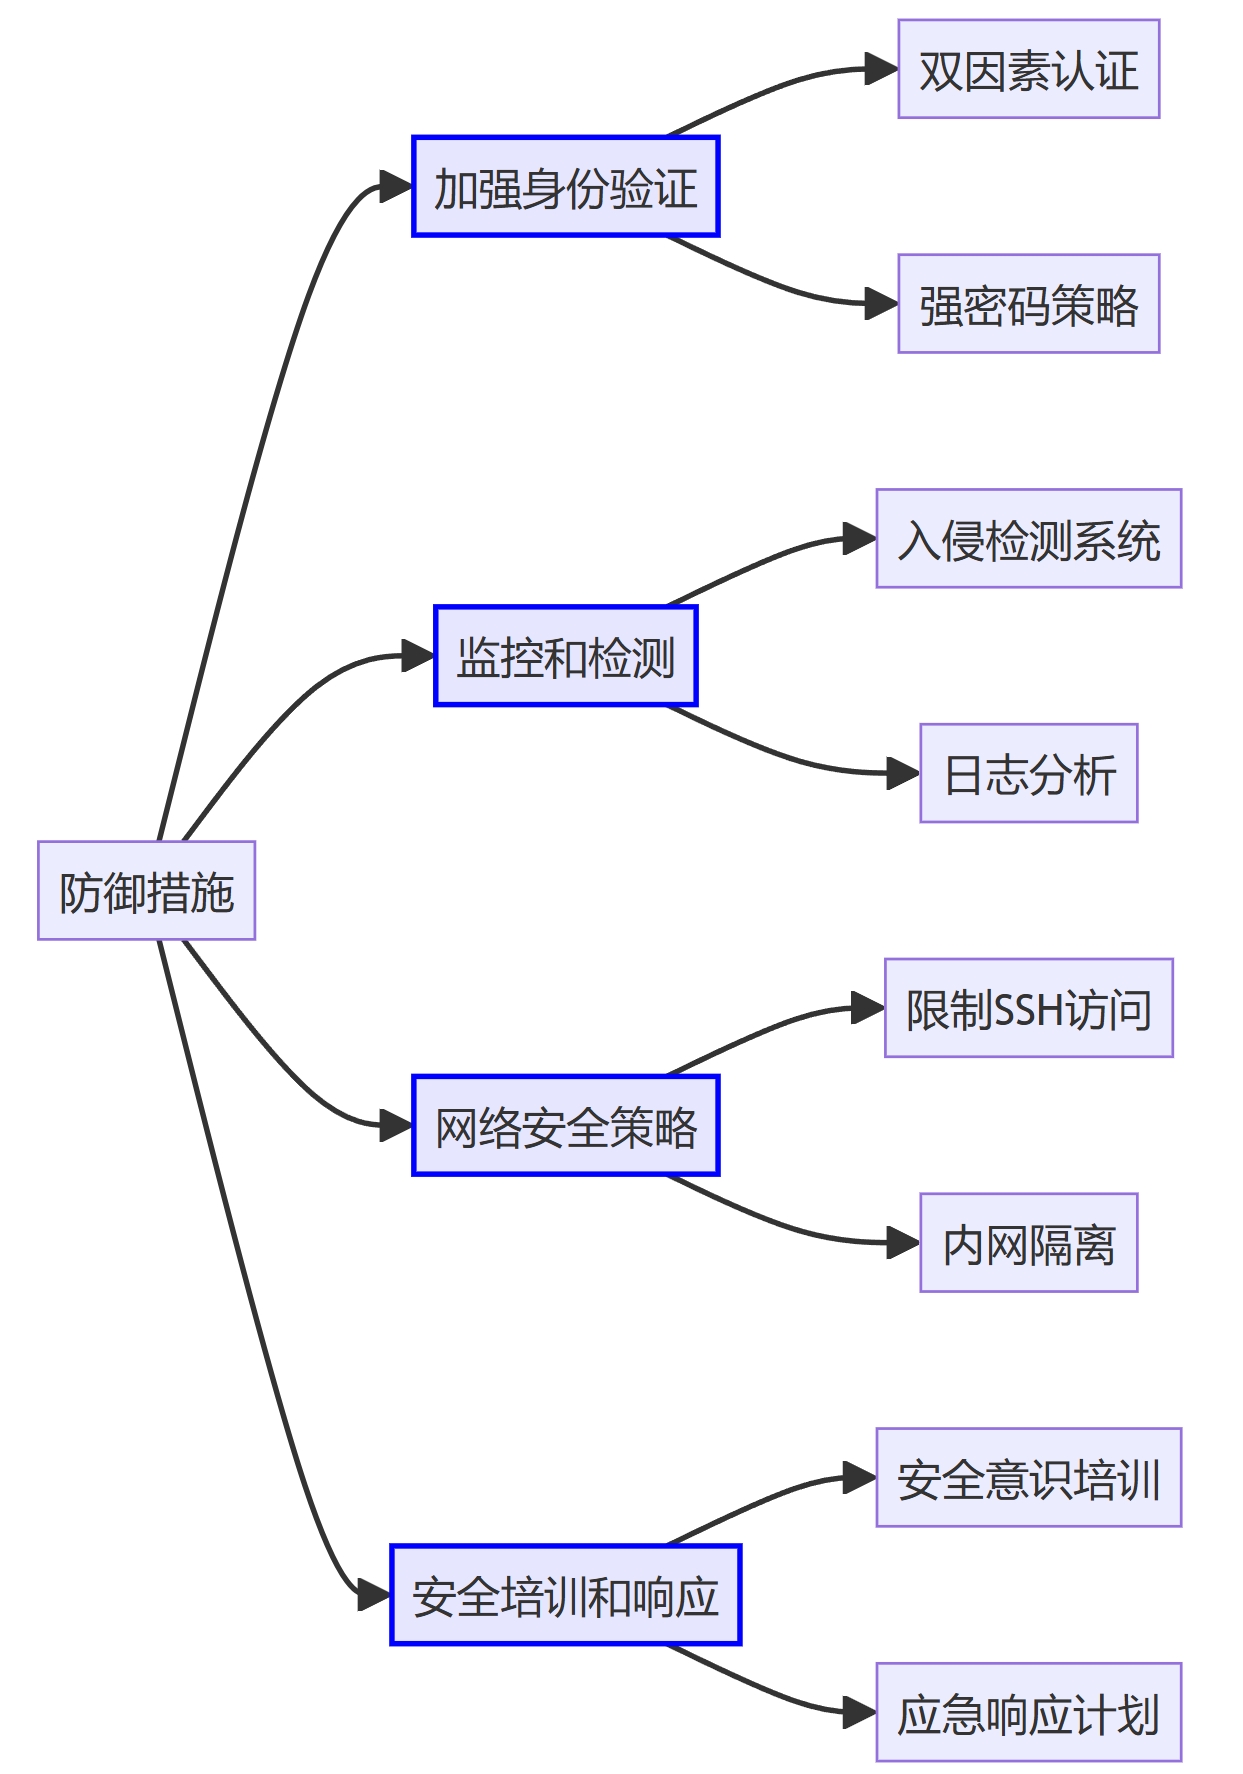 防御措施
加强身份验证
双因素认证
强密码策略
监控和检测
入侵检测系统
日志分析
网络安全策略
限制SSH访问
内网隔离
安全培训和响应
安全意识培训
应急响应计划